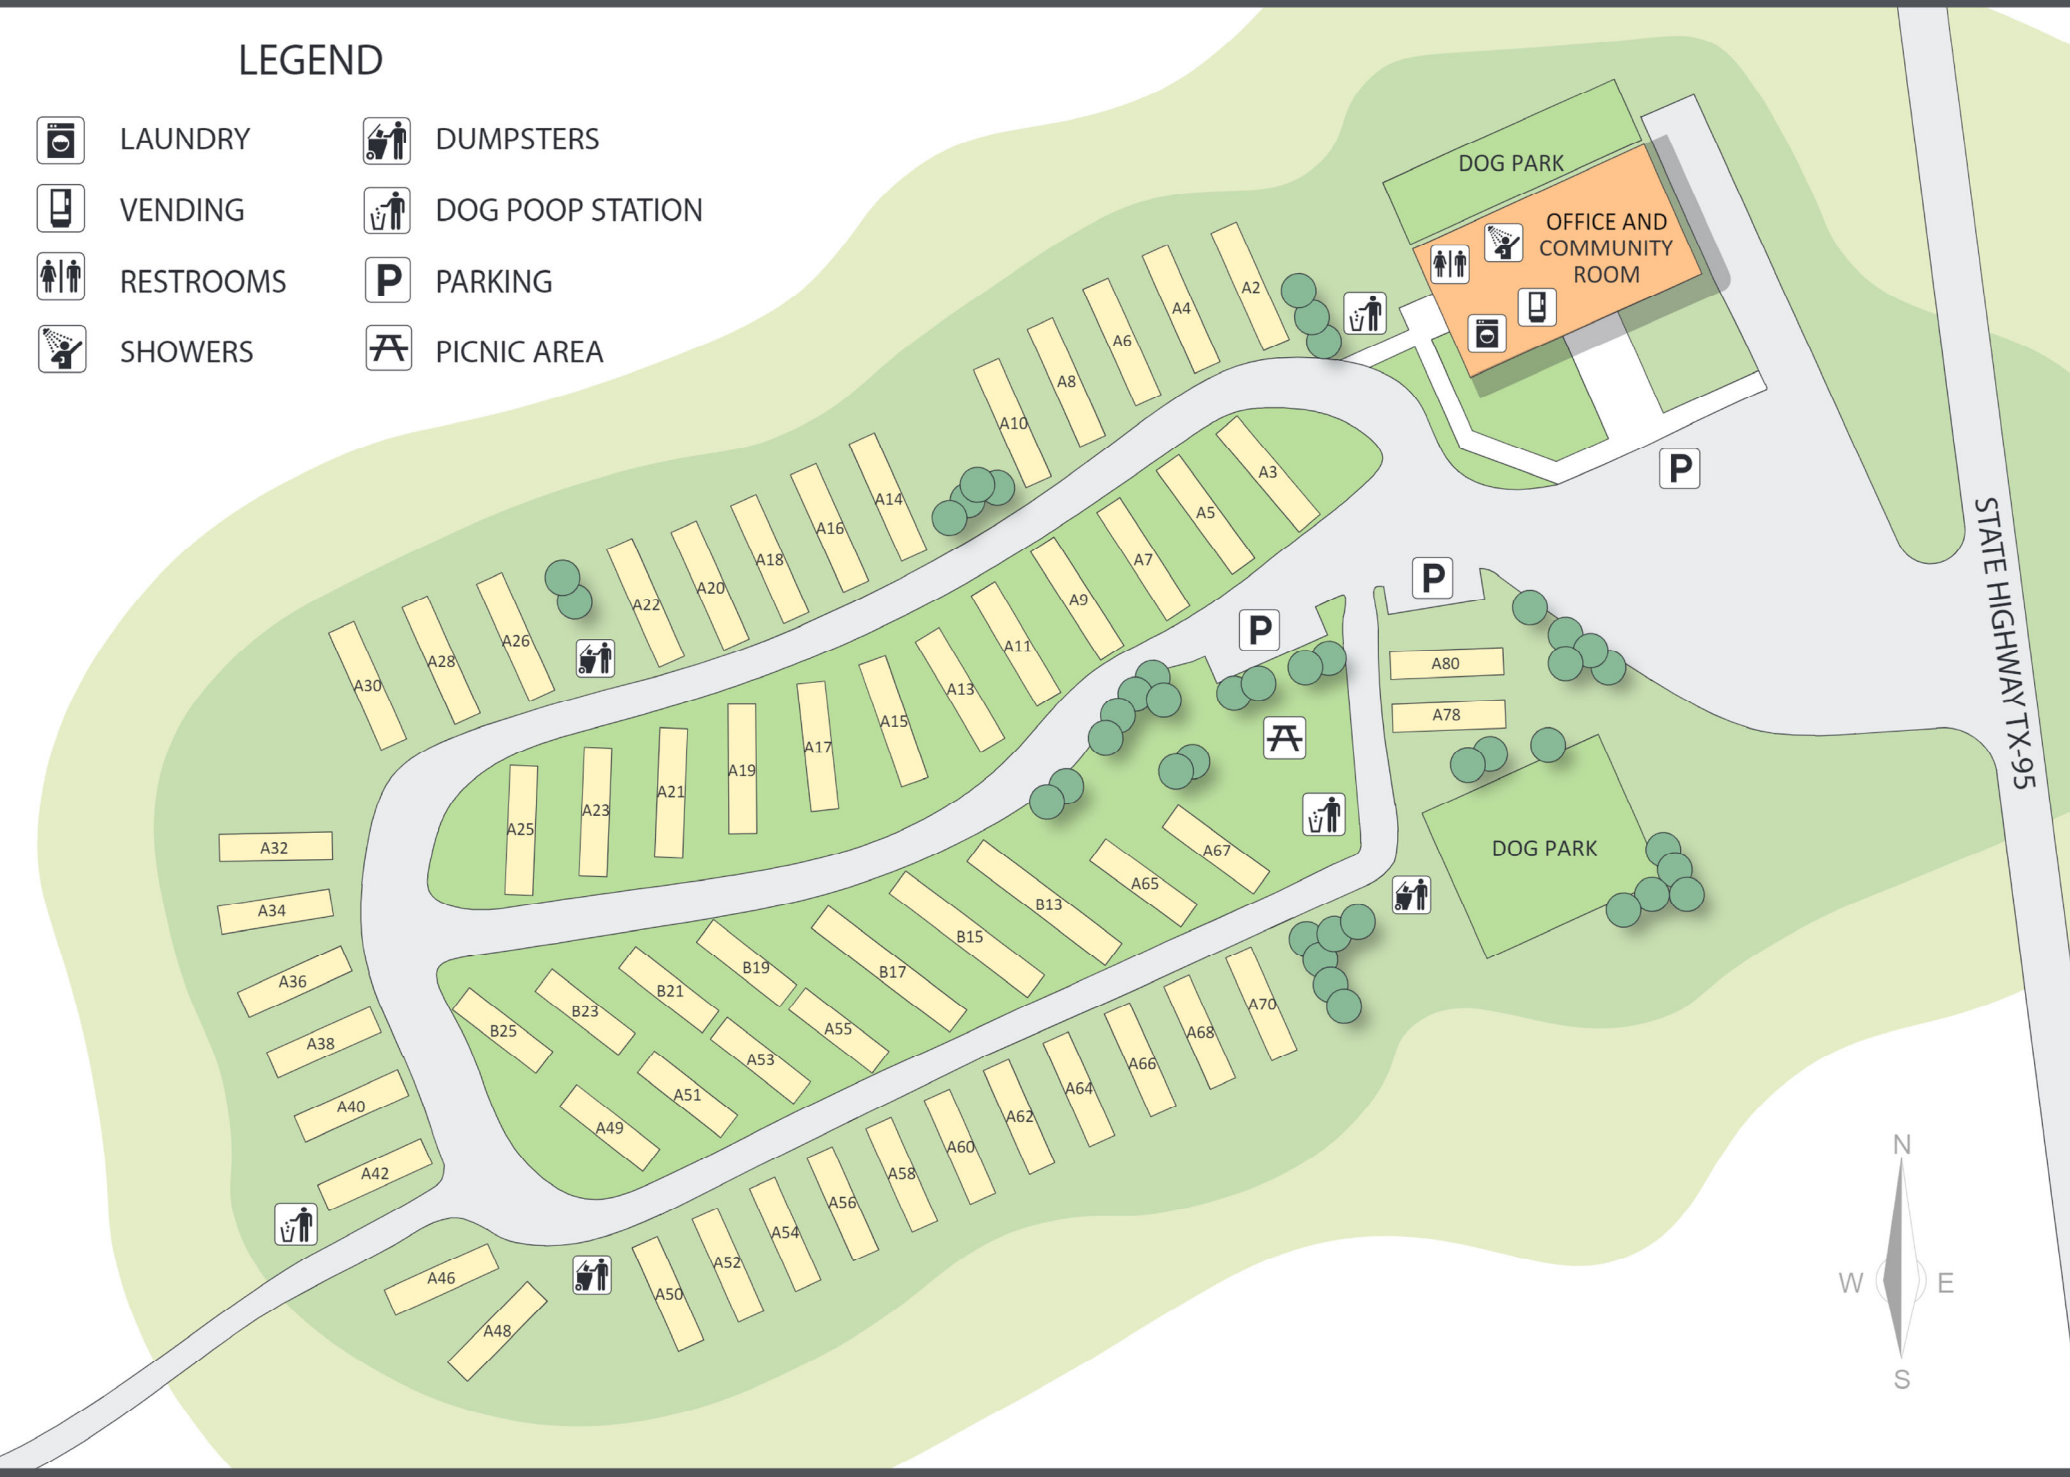 LEGEND
LAUNDRY
DUMPSTERS
VENDING
DOG POOP STATION
RESTROOMS
P
PARKING
SHOWERS
PICNIC AREA
DOG PARK
OFFICE AND
COMMUNITY
ROOM
P
P
P
STATE HIGHWAY TX-95
A2
A4
A6
A8
A10
A14
A16
A18
A20
A22
A26
A28
A30
A3
A5
A7
A9
A11
A13
A15
A17
A19
A21
A23
A25
A80
A78
DOG PARK
A32
A34
A36
A38
A40
A42
A46
A48
A67
A65
B13
B15
B17
B19
B21
B23
B25
A55
A53
A51
A49
A70
A68
A66
A64
A62
A60
A58
A56
A54
A52
A50
N
W
E
S